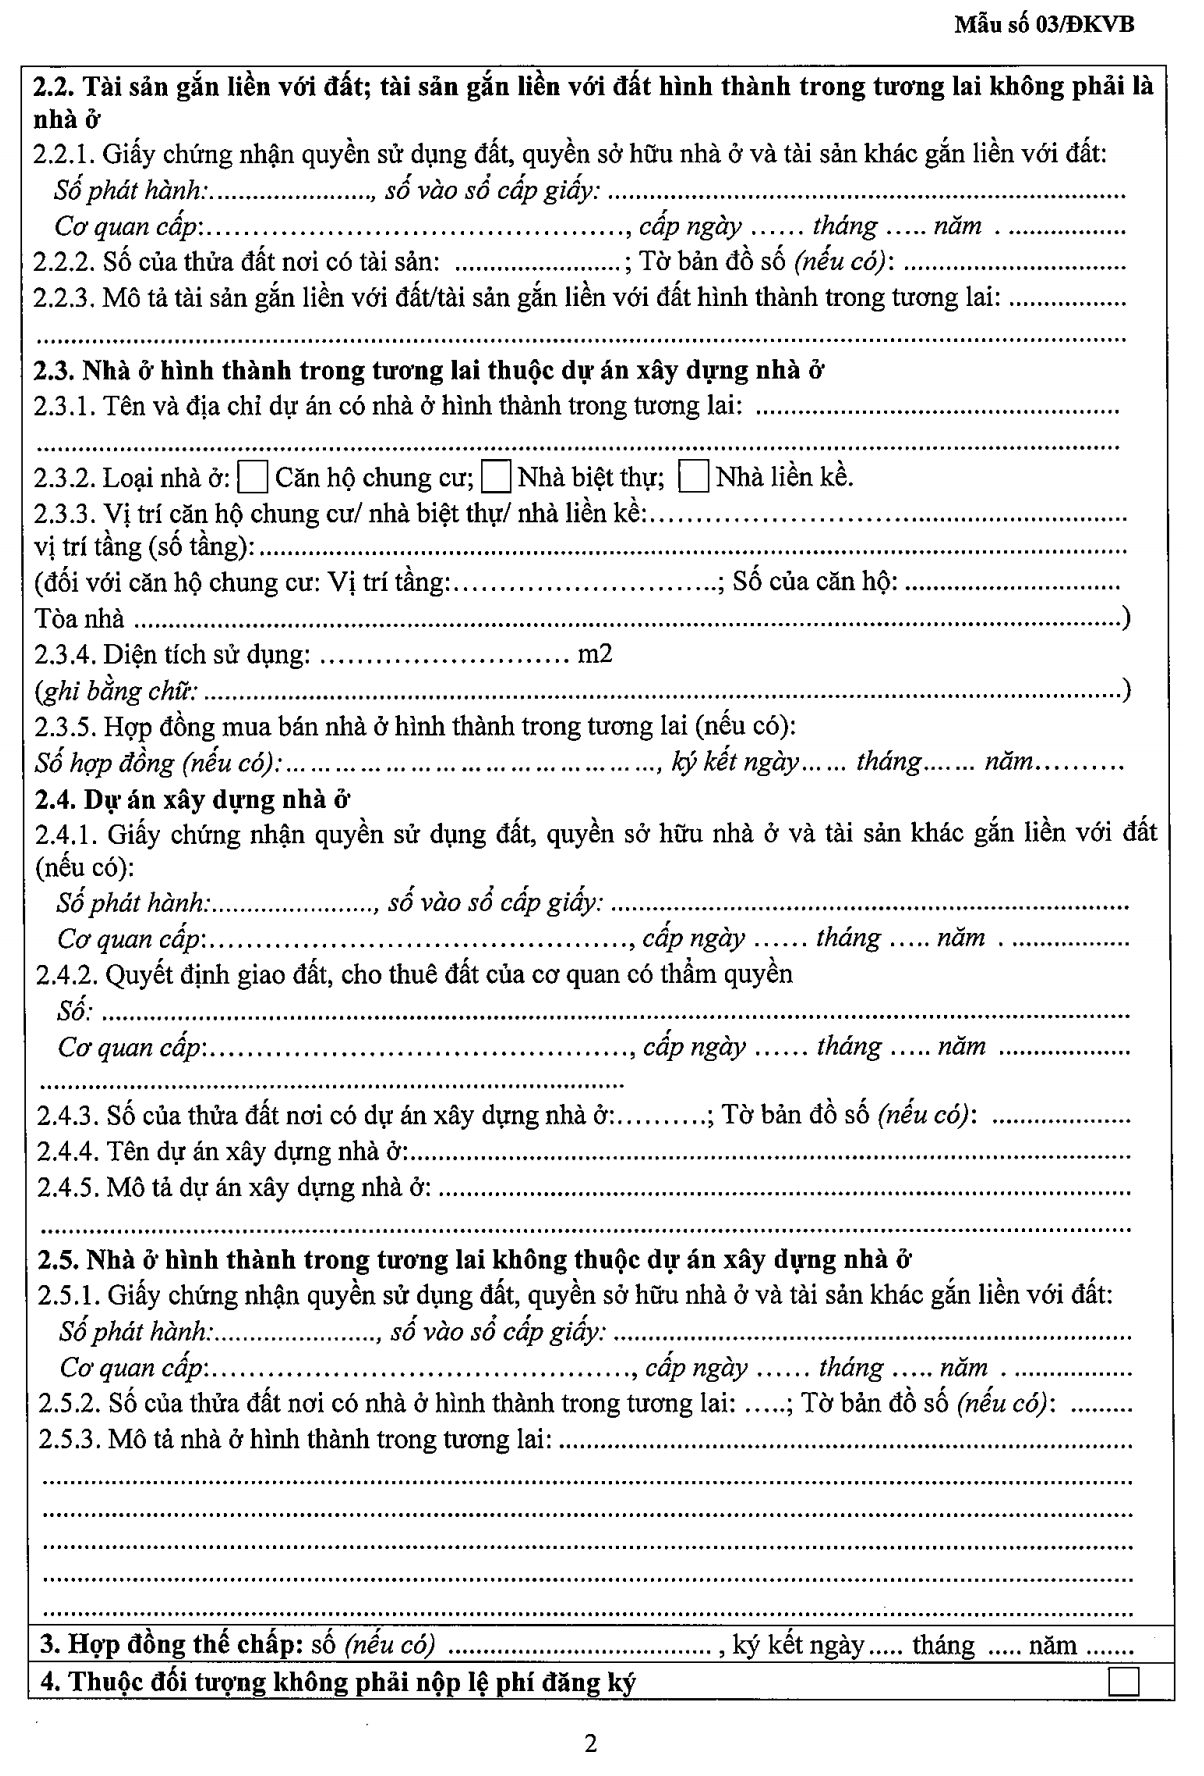 Mẫu số 03/ĐKVB
2.2. Tài sản gắn liền với đất; tài sản gắn liền với đất hình thành trong tương lai không phải là
nhà ở
2.2.1. Giấy chứng nhận quyền sử dụng đất, quyền sở hữu nhà ở và tài sản khác gắn liền với đất:
Số phát hành:......................, số vào sổ cấp giấy: ......................................................................
Cơ quan cấp:............................................., cấp ngày ...... tháng ..... năm . .................
2.2.2. Số của thửa đất nơi có tài sản: .......................; Tờ bản đồ số (nếu có): ..............................
2.2.3. Mô tả tài sản gắn liền với đất/tài sản gắn liền với đất hình thành trong tương lai: .................
..............................................................................................................................................
2.3. Nhà ở hình thành trong tương lai thuộc dự án xây dựng nhà ở
2.3.1. Tên và địa chỉ dự án có nhà ở hình thành trong tương lai: ..................................................
..............................................................................................................................................
2.3.2. Loại nhà ở: ☐ Căn hộ chung cư; ☐ Nhà biệt thự; ☐ Nhà liền kề.
2.3.3. Vị trí căn hộ chung cư/ nhà biệt thự/ nhà liền kề:............................................................
vị trí tầng (số tầng):..............................................................................................................
(đối với căn hộ chung cư: Vị trí tầng:.............................; Số của căn hộ: ..............................
Tòa nhà ..............................................................................................................................)
2.3.4. Diện tích sử dụng: ........................... m2
(ghi bằng chữ: ....................................................................................................................)
2.3.5. Hợp đồng mua bán nhà ở hình thành trong tương lai (nếu có):
Số hợp đồng (nếu có):............................................, ký kết ngày...... tháng....... năm..........
2.4. Dự án xây dựng nhà ở
2.4.1. Giấy chứng nhận quyền sử dụng đất, quyền sở hữu nhà ở và tài sản khác gắn liền với đất
(nếu có):
Số phát hành:......................, số vào sổ cấp giấy: ......................................................................
Cơ quan cấp:............................................., cấp ngày ...... tháng ..... năm . .................
2.4.2. Quyết định giao đất, cho thuê đất của cơ quan có thẩm quyền
Số: ......................................................................................................................................
Cơ quan cấp:............................................., cấp ngày ...... tháng ..... năm ...................
....................................................................................
2.4.3. Số của thửa đất nơi có dự án xây dựng nhà ở:..........; Tờ bản đồ số (nếu có): ...................
2.4.4. Tên dự án xây dựng nhà ở:..............................................................................................
2.4.5. Mô tả dự án xây dựng nhà ở: ..........................................................................................
..............................................................................................................................................
2.5. Nhà ở hình thành trong tương lai không thuộc dự án xây dựng nhà ở
2.5.1. Giấy chứng nhận quyền sử dụng đất, quyền sở hữu nhà ở và tài sản khác gắn liền với đất:
Số phát hành:......................, số vào sổ cấp giấy: ......................................................................
Cơ quan cấp:............................................., cấp ngày ...... tháng ..... năm . .................
2.5.2. Số của thửa đất nơi có nhà ở hình thành trong tương lai: .....; Tờ bản đồ số (nếu có): .........
2.5.3. Mô tả nhà ở hình thành trong tương lai: ..........................................................................
..............................................................................................................................................
..............................................................................................................................................
..............................................................................................................................................
..............................................................................................................................................
..............................................................................................................................................
3. Hợp đồng thế chấp: số (nếu có) ...................................... , ký kết ngày..... tháng ..... năm .......
4. Thuộc đối tượng không phải nộp lệ phí đăng ký ☐
2